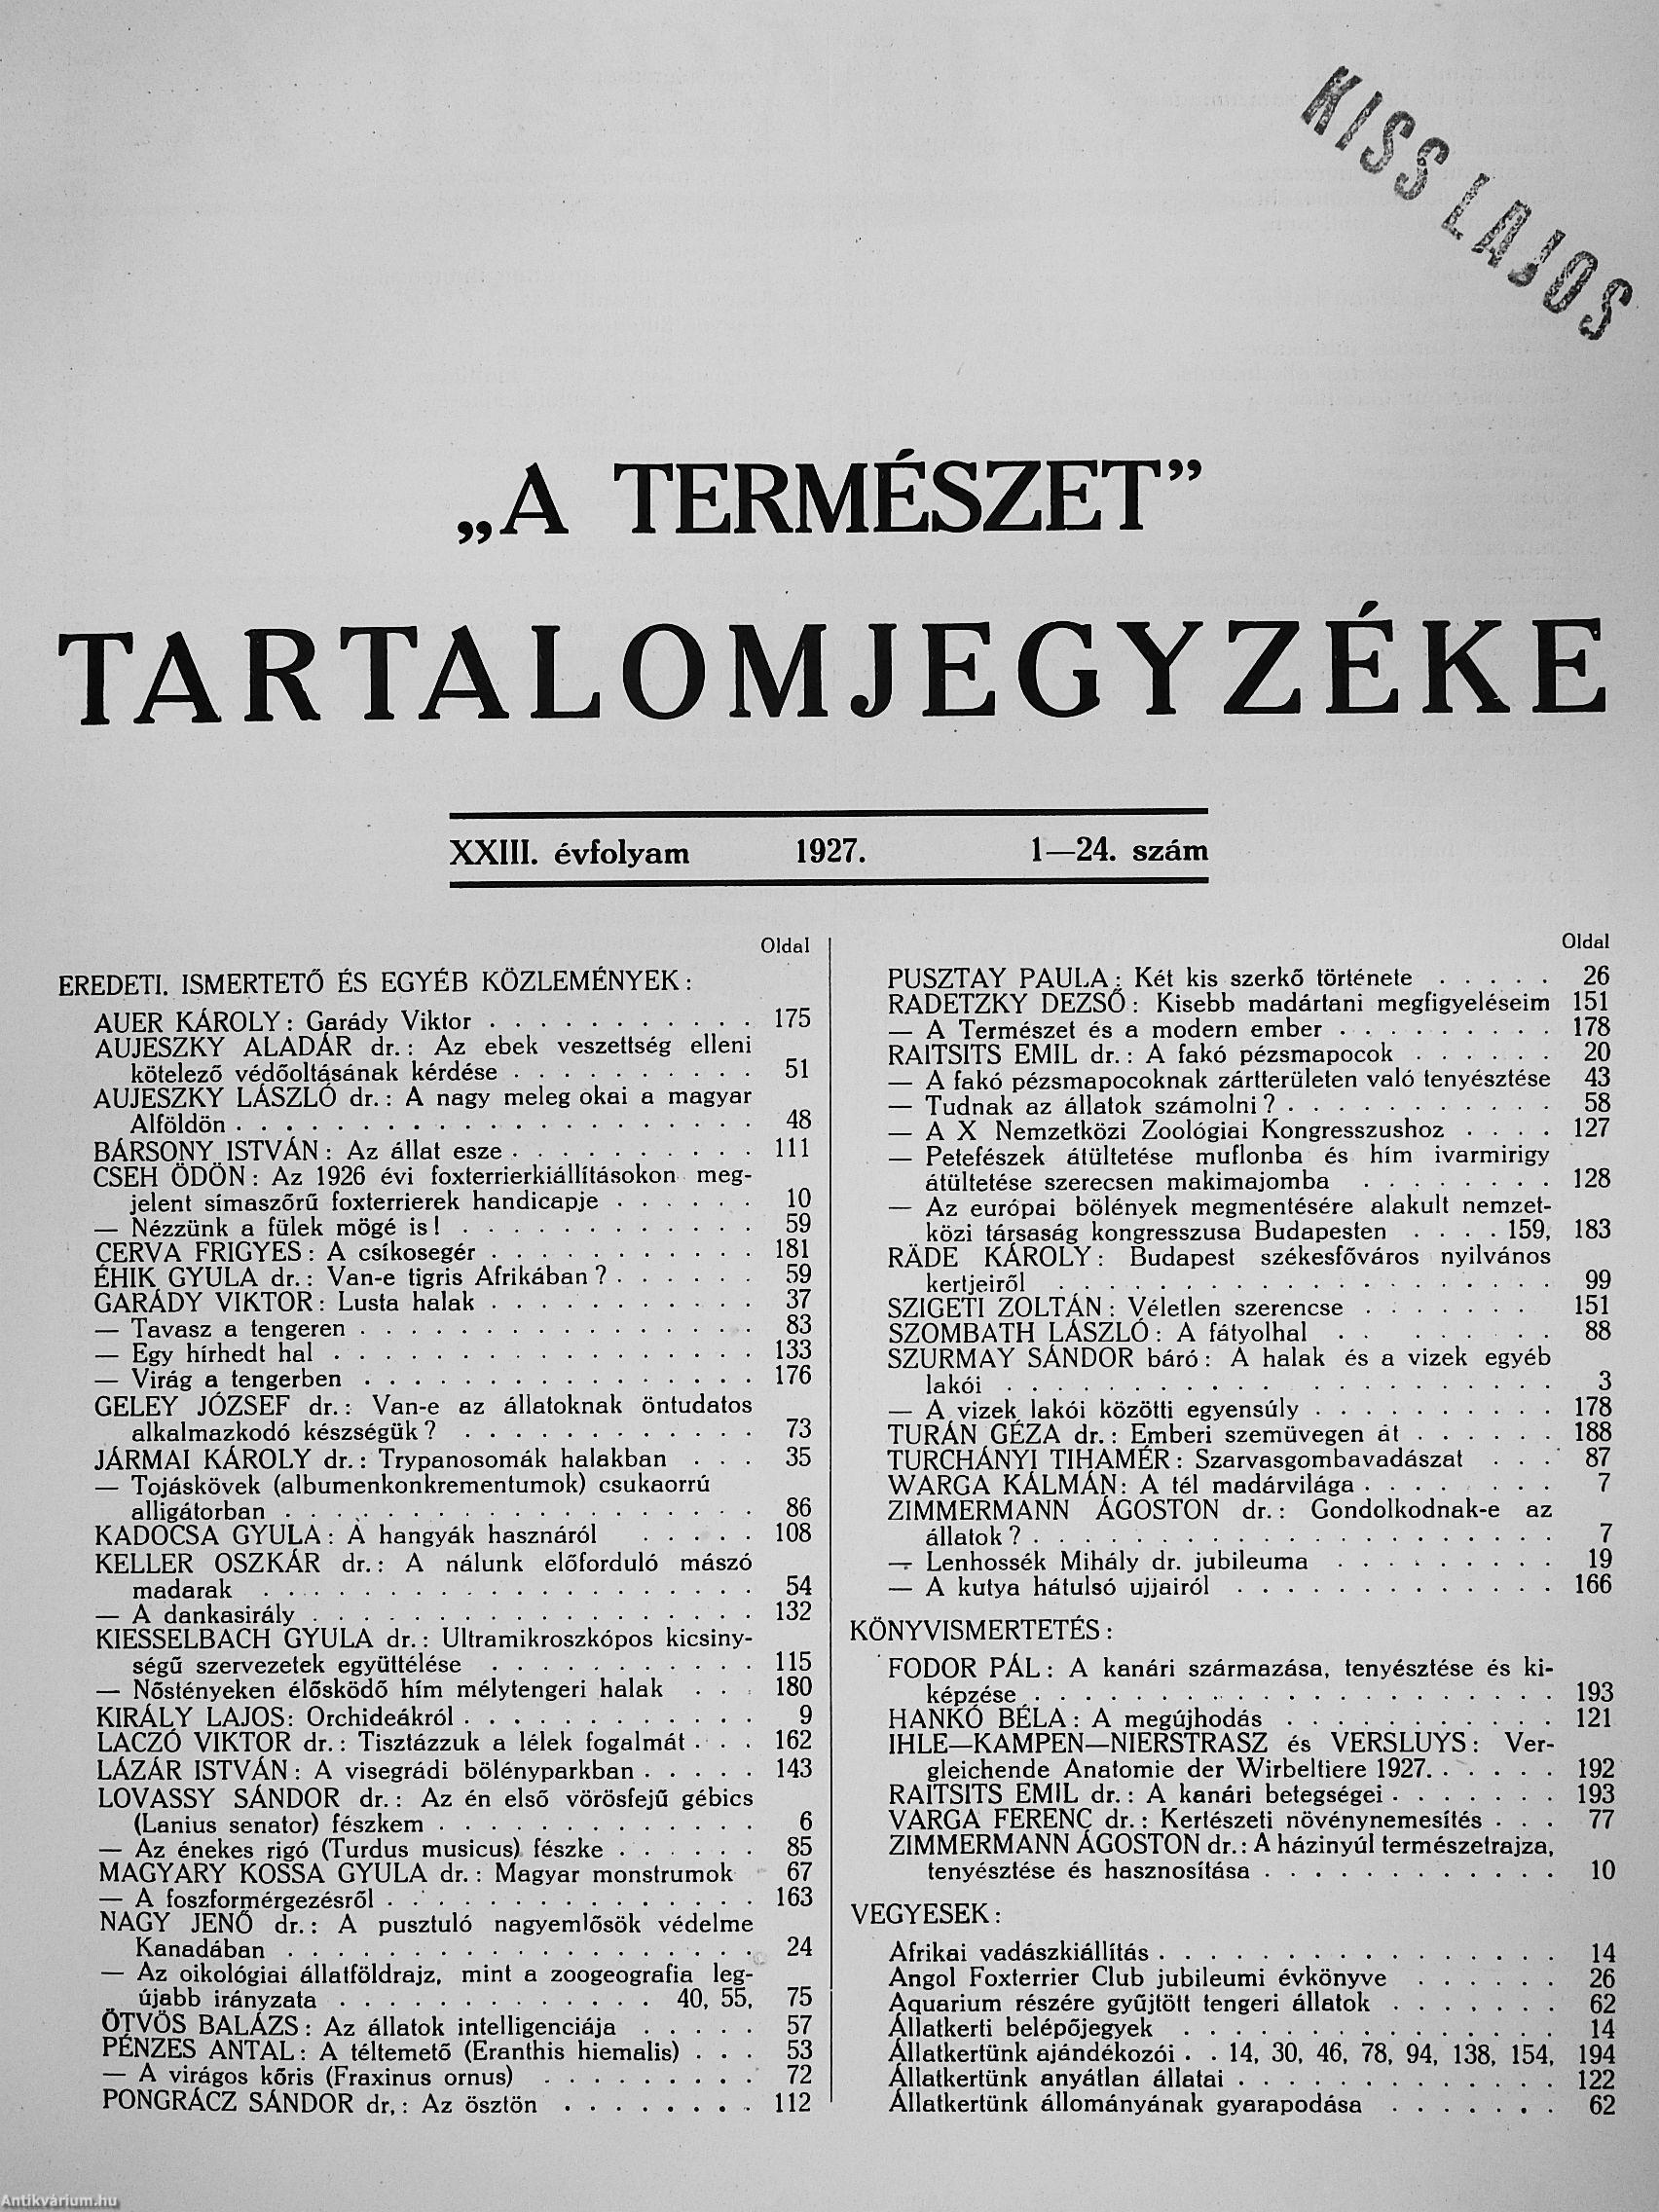 KISS LAJOS
„A TERMÉSZET”
TARTALOMJEGYZÉKE
XXIII. évfolyam 1927. 1—24. szám
Oldal
EREDETI, ISMERTETŐ ÉS EGYÉB KÖZLEMÉNYEK:
AUER KÁROLY: Garády Viktor . . . . . . . . . . . 175
AUJESZKY ALADÁR dr.: Az ebek veszettség elleni
kötelező védőoltásának kérdése . . . . . . . . . . 51
AUJESZKY LÁSZLÓ dr.: A nagy meleg okai a magyar
Alföldön . . . . . . . . . . . . . . . . . . . . . 48
BÁRSONY ISTVÁN: Az állat esze . . . . . . . . . . 111
CSEH ÖDÖN: Az 1926 évi foxterrierkiállításokon meg-
jelent símaszőrű foxterrierek handicapje . . . . . . 10
— Nézzünk a fülek mögé is! . . . . . . . . . . . . 59
CERVA FRIGYES: A csíkosegér . . . . . . . . . . . 181
ÉHIK GYULA dr.: Van-e tigris Afrikában? . . . . . . 59
GARÁDY VIKTOR: Lusta halak . . . . . . . . . . . 37
— Tavasz a tengeren . . . . . . . . . . . . . . . . 83
— Egy hírhedt hal . . . . . . . . . . . . . . . . . 133
— Virág a tengerben . . . . . . . . . . . . . . . . 176
GELEY JÓZSEF dr.: Van-e az állatoknak öntudatos
alkalmazkodó készségük? . . . . . . . . . . . . 73
JÁRMAI KÁROLY dr.: Trypanosomák halakban . . . 35
— Tojáskövek (albumenkonkrementumok) csukaorrú
alligátorban . . . . . . . . . . . . . . . . . . . 86
KADOCSA GYULA: A hangyák hasznáról . . . . . 108
KELLER OSZKÁR dr.: A nálunk előforduló mászó
madarak . . . . . . . . . . . . . . . . . . . . 54
— A dankasirály . . . . . . . . . . . . . . . . . . 132
KIESSELBACH GYULA dr.: Ultramikroszkópos kicsiny-
ségű szervezetek együttélése . . . . . . . . . . . 115
— Nőstényeken élősködő hím mélytengeri halak . . . 180
KIRÁLY LAJOS: Orchideákról . . . . . . . . . . . . 9
LACZÓ VIKTOR dr.: Tisztázzuk a lélek fogalmát . . . 162
LÁZÁR ISTVÁN: A visegrádi bölényparkban . . . . . 143
LOVASSY SÁNDOR dr.: Az én első vörösfejű gébics
(Lanius senator) fészkem . . . . . . . . . . . . . 6
— Az énekes rigó (Turdus musicus) fészke . . . . . . 85
MAGYARY KOSSA GYULA dr.: Magyar monstrumok 67
— A foszformérgezésről . . . . . . . . . . . . . . . 163
NAGY JENŐ dr.: A pusztuló nagyemlősök védelme
Kanadában . . . . . . . . . . . . . . . . . . . 24
— Az oikológiai állatföldrajz, mint a zoogeografia leg-
újabb irányzata . . . . . . . . . . . . . 40, 55, 75
ÖTVÖS BALÁZS: Az állatok intelligenciája . . . . . 57
PÉNZES ANTAL: A téltemető (Eranthis hiemalis) . . . 53
— A virágos kőris (Fraxinus ornus) . . . . . . . . . 72
PONGRÁCZ SÁNDOR dr.: Az ösztön . . . . . . . . 112
Oldal
PUSZTAY PAULA: Két kis szerkő története . . . . . 26
RADETZKY DEZSŐ: Kisebb madártani megfigyeléseim 151
— A Természet és a modern ember . . . . . . . . . 178
RAITSITS EMIL dr.: A fakó pézsmapocok . . . . . . 20
— A fakó pézsmapocoknak zártterületen való tenyésztése 43
— Tudnak az állatok számolni? . . . . . . . . . . . 58
— A X Nemzetközi Zoológiai Kongresszushoz . . . . 127
— Petefészek átültetése muflonba és hím ivarmirigy
átültetése szerecsen makimajomba . . . . . . . . 128
— Az európai bölények megmentésére alakult nemzet-
közi társaság kongresszusa Budapesten . . . . 159, 183
RÄDE KÁROLY: Budapest székesfőváros nyilvános
kertjeiről . . . . . . . . . . . . . . . . . . . . 99
SZIGETI ZOLTÁN: Véletlen szerencse . . . . . . . 151
SZOMBATH LÁSZLÓ: A fátyolhal . . . . . . . . 88
SZURMAY SÁNDOR báró: A halak és a vizek egyéb
lakói . . . . . . . . . . . . . . . . . . . . . . 3
— A vizek lakói közötti egyensúly . . . . . . . . . . 178
TURÁN GÉZA dr.: Emberi szemüvegen át . . . . . . 188
TURCHÁNYI TIHAMÉR: Szarvasgombavadászat . . . 87
WARGA KÁLMÁN: A tél madárvilága . . . . . . . . 7
ZIMMERMANN ÁGOSTON dr.: Gondolkodnak-e az
állatok? . . . . . . . . . . . . . . . . . . . . . 7
— Lenhossék Mihály dr. jubileuma . . . . . . . . . 19
— A kutya hátulsó ujjairól . . . . . . . . . . . . . 166
KÖNYVISMERTETÉS:
FODOR PÁL: A kanári származása, tenyésztése és ki-
képzése . . . . . . . . . . . . . . . . . . . . . 193
HANKÓ BÉLA: A megújhodás . . . . . . . . . . . 121
IHLE—KAMPEN—NIERSTRASZ és VERSLUYS: Ver-
gleichende Anatomie der Wirbeltiere 1927. . . . . . 192
RAITSITS EMIL dr.: A kanári betegségei . . . . . . . 193
VARGA FERENC dr.: Kertészeti növénynemesítés . . . 77
ZIMMERMANN ÁGOSTON dr.: A házinyúl természetrajza,
tenyésztése és hasznosítása . . . . . . . . . . . . 10
VEGYESEK:
Afrikai vadászkiállítás . . . . . . . . . . . . . . . . 14
Angol Foxterrier Club jubileumi évkönyve . . . . . . 26
Aquarium részére gyűjtött tengeri állatok . . . . . . . 62
Állatkerti belépőjegyek . . . . . . . . . . . . . . . 14
Állatkertünk ajándékozói . . 14, 30, 46, 78, 94, 138, 154, 194
Állatkertünk anyátlan állatai . . . . . . . . . . . . . 122
Állatkertünk állományának gyarapodása . . . . . . . 62
Antikvárium.hu